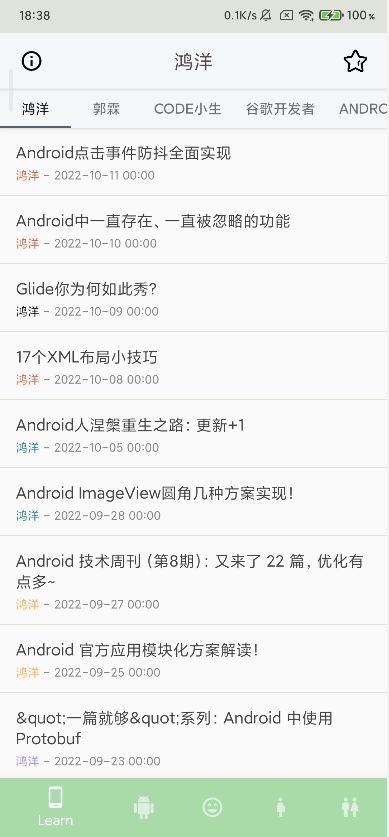 18:38 0.1K/s 100%
鸿洋
鸿洋 郭霖 CODE小生 谷歌开发者 ANDRO
Android点击事件防抖全面实现
鸿洋 - 2022-10-11 00:00
Android中一直存在、一直被忽略的功能
鸿洋 - 2022-10-10 00:00
Glide你为何如此秀?
鸿洋 - 2022-10-09 00:00
17个XML布局小技巧
鸿洋 - 2022-10-08 00:00
Android人涅槃重生之路：更新+1
鸿洋 - 2022-10-05 00:00
Android ImageView圆角几种方案实现！
鸿洋 - 2022-09-28 00:00
Android 技术周刊（第8期）：又来了 22 篇，优化有
点多~
鸿洋 - 2022-09-27 00:00
Android 官方应用模块化方案解读！
鸿洋 - 2022-09-25 00:00
&quot;一篇就够&quot;系列：Android 中使用
Protobuf
鸿洋 - 2022-09-23 00:00
Learn